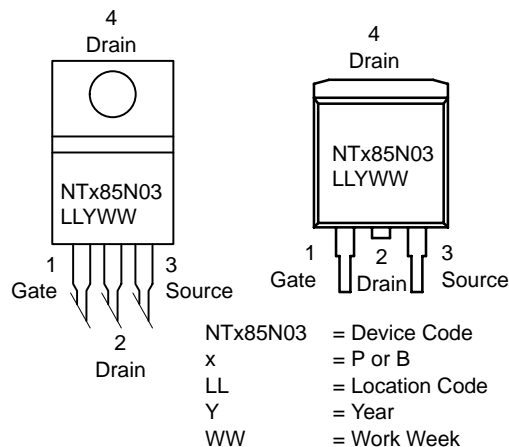 4
Drain
NTx85N03
LLYWW
1
Gate
3
Source
2
Drain
4
Drain
NTx85N03
LLYWW
1
Gate
2
Drain
3
Source
NTx85N03 = Device Code
x = P or B
LL = Location Code
Y = Year
WW = Work Week